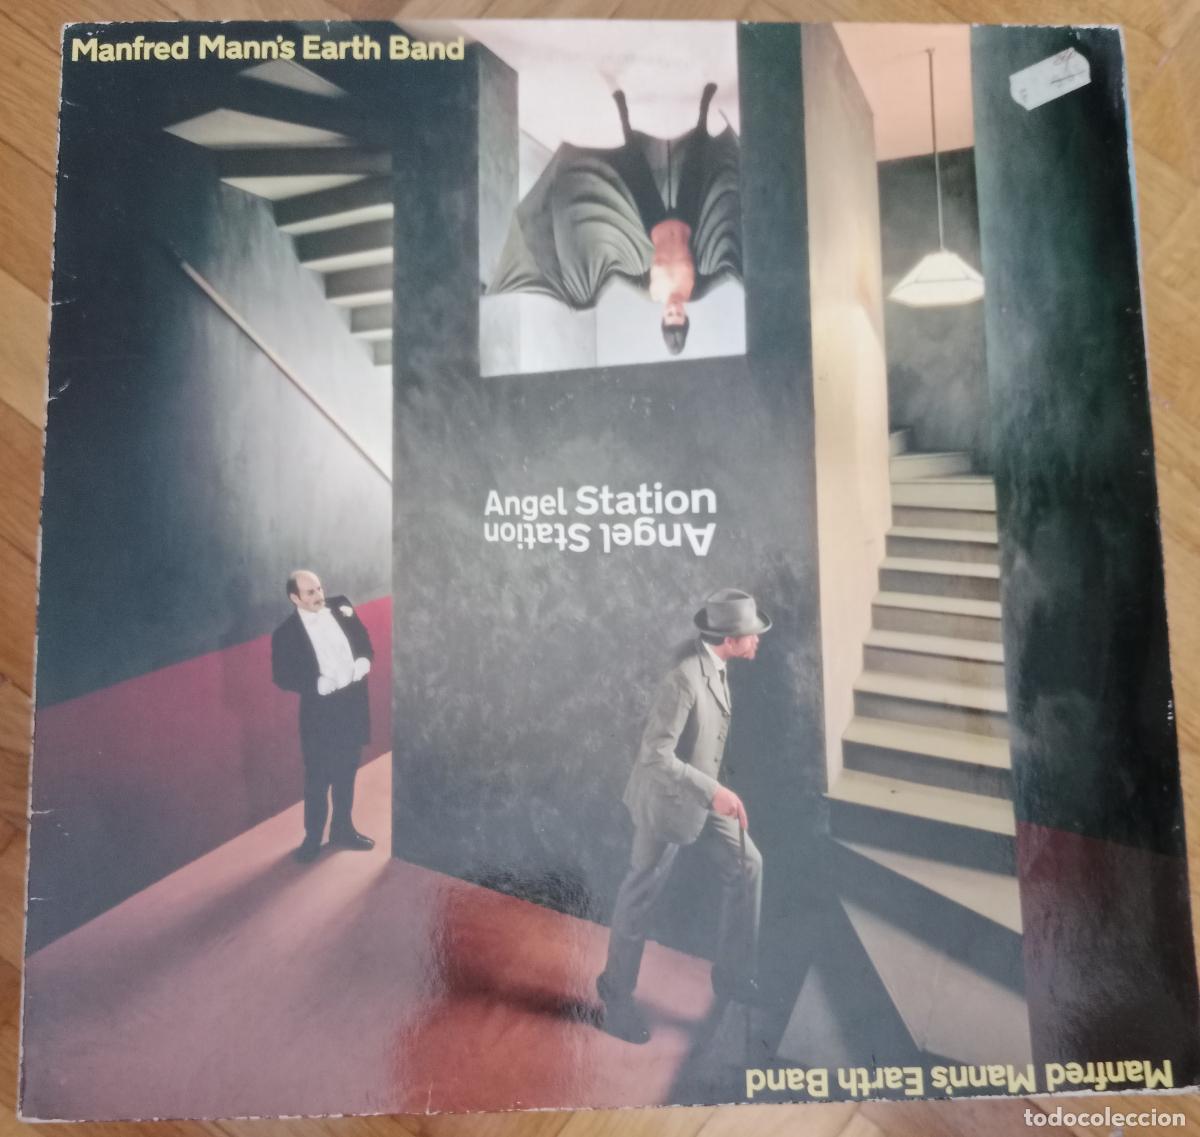 Manfred Mann's Earth Band
Angel Station
Angel Station
Manfred Mann's Earth Band
todocoleccion